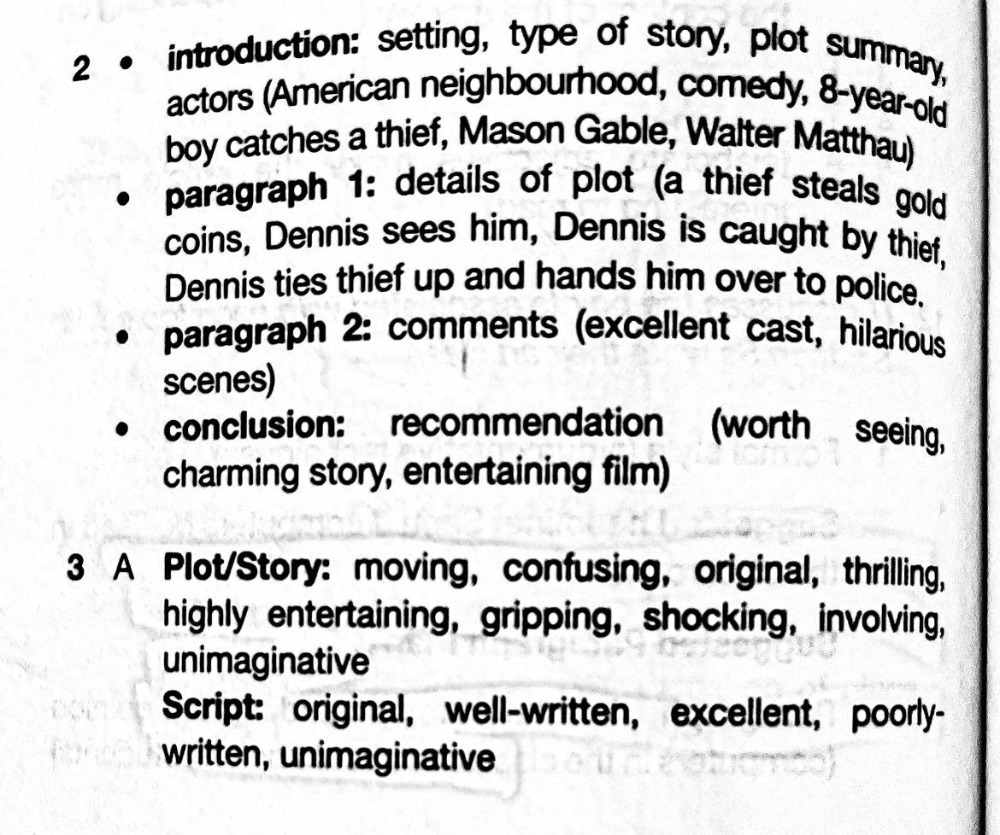 2 • introduction: setting, type of story, plot summary,
actors (American neighbourhood, comedy, 8-year-old
boy catches a thief, Mason Gable, Walter Matthau)
• paragraph 1: details of plot (a thief steals gold
coins, Dennis sees him, Dennis is caught by thief,
Dennis ties thief up and hands him over to police.
• paragraph 2: comments (excellent cast, hilarious
scenes)
• conclusion: recommendation (worth seeing,
charming story, entertaining film)
3 A Plot/Story: moving, confusing, original, thrilling,
highly entertaining, gripping, shocking, involving,
unimaginative
Script: original, well-written, excellent, poorly-
written, unimaginative